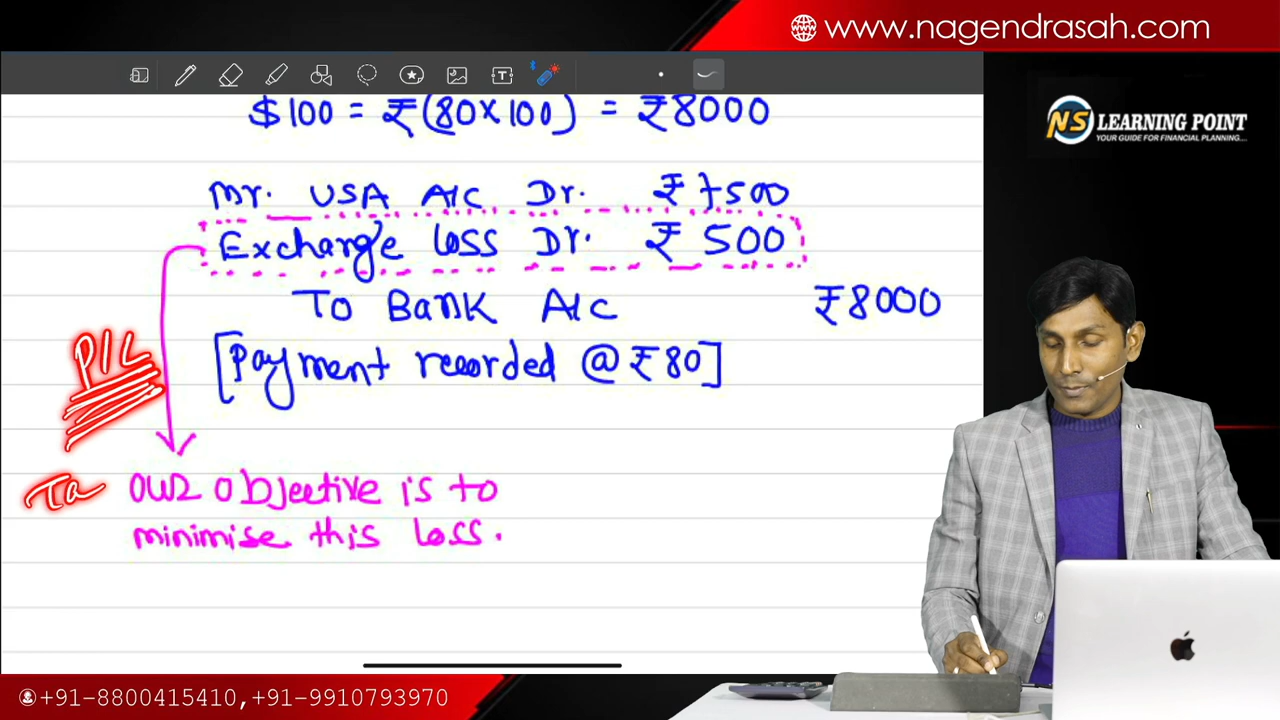 www.nagendrasah.com
NS LEARNING POINT
YOUR GUIDE FOR FINANCIAL PLANNING....
$100 = ₹(80×100) = ₹8000
Mr. USA A/C Dr. ₹7500
Exchange loss Dr. ₹500
To Bank A/C ₹8000
[Payment recorded @ ₹80]
P/L
our objective is to
minimise this loss.
+91-8800415410,+91-9910793970